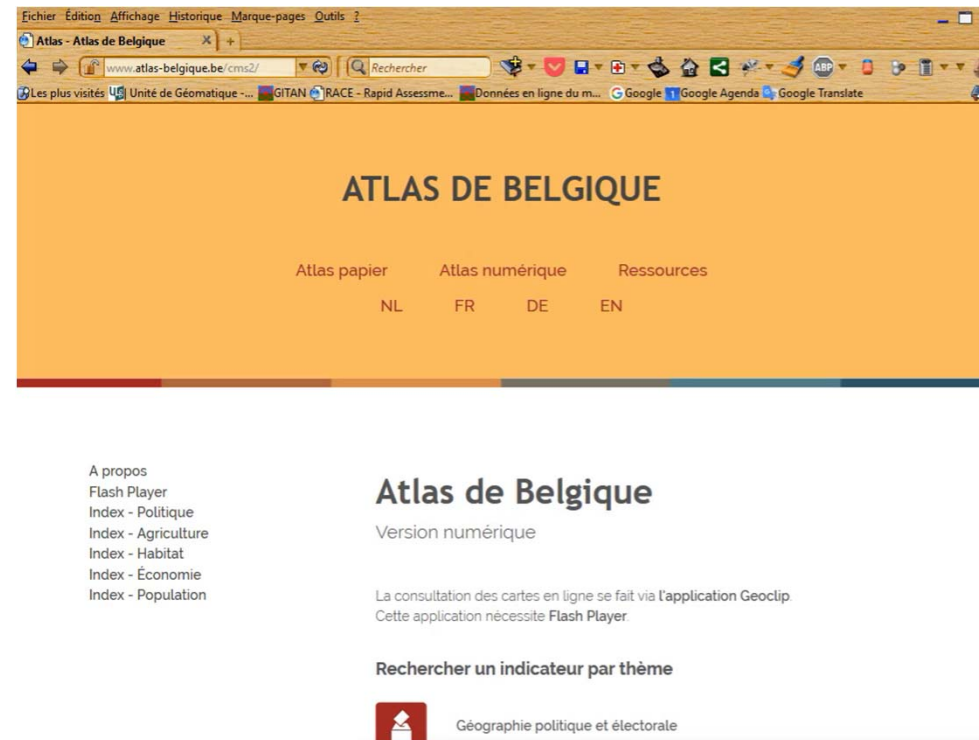 Fichier Édition Affichage Historique Marque-pages Outils ?
Atlas - Atlas de Belgique
www.atlas-belgique.be/cms2/ Rechercher ABP
Les plus visités Unité de Géomatique -... GITAN RACE - Rapid Assessme... Données en ligne du m... Google Google Agenda Google Translate
ATLAS DE BELGIQUE
Atlas papier Atlas numérique Ressources
NL FR DE EN
A propos
Flash Player
Index - Politique
Index - Agriculture
Index - Habitat
Index - Économie
Index - Population
Atlas de Belgique
Version numérique
La consultation des cartes en ligne se fait via l'application Geoclip.
Cette application nécessite Flash Player.
Rechercher un indicateur par thème
Géographie politique et électorale